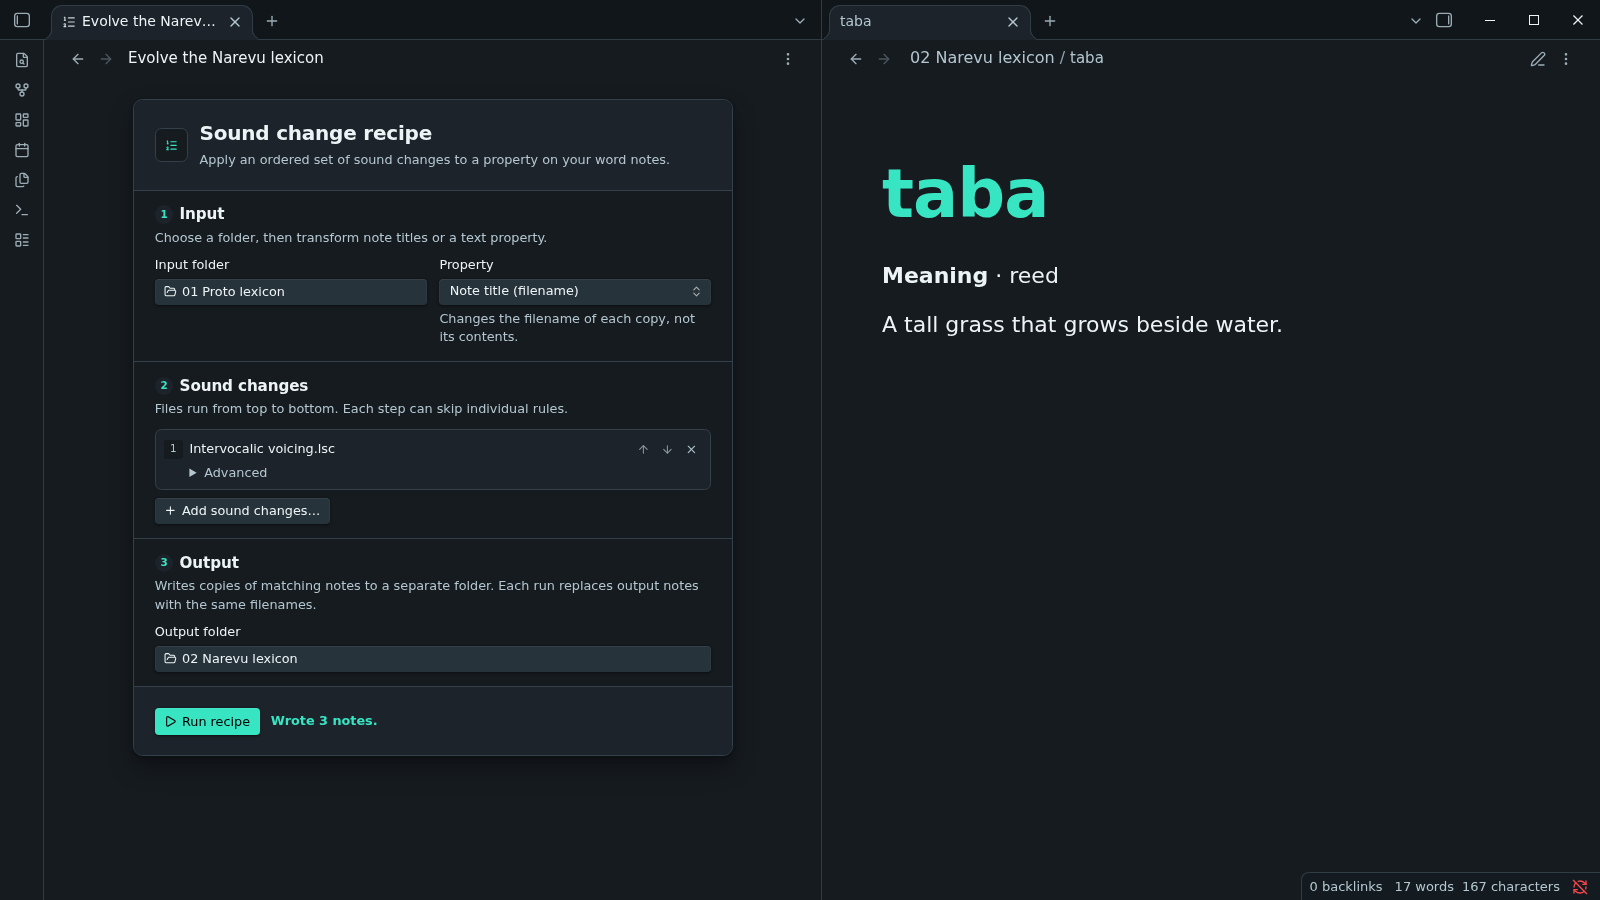 Evolve the Narev...
taba
Evolve the Narevu lexicon
02 Narevu lexicon / taba
Sound change recipe
Apply an ordered set of sound changes to a property on your word notes.
1 Input
Choose a folder, then transform note titles or a text property.
Input folder
Property
01 Proto lexicon
Note title (filename)
Changes the filename of each copy, not
its contents.
2 Sound changes
Files run from top to bottom. Each step can skip individual rules.
1 Intervocalic voicing.lsc
Advanced
Add sound changes...
3 Output
Writes copies of matching notes to a separate folder. Each run replaces output notes
with the same filenames.
Output folder
02 Narevu lexicon
Run recipe
Wrote 3 notes.
taba
Meaning · reed
A tall grass that grows beside water.
0 backlinks 17 words 167 characters